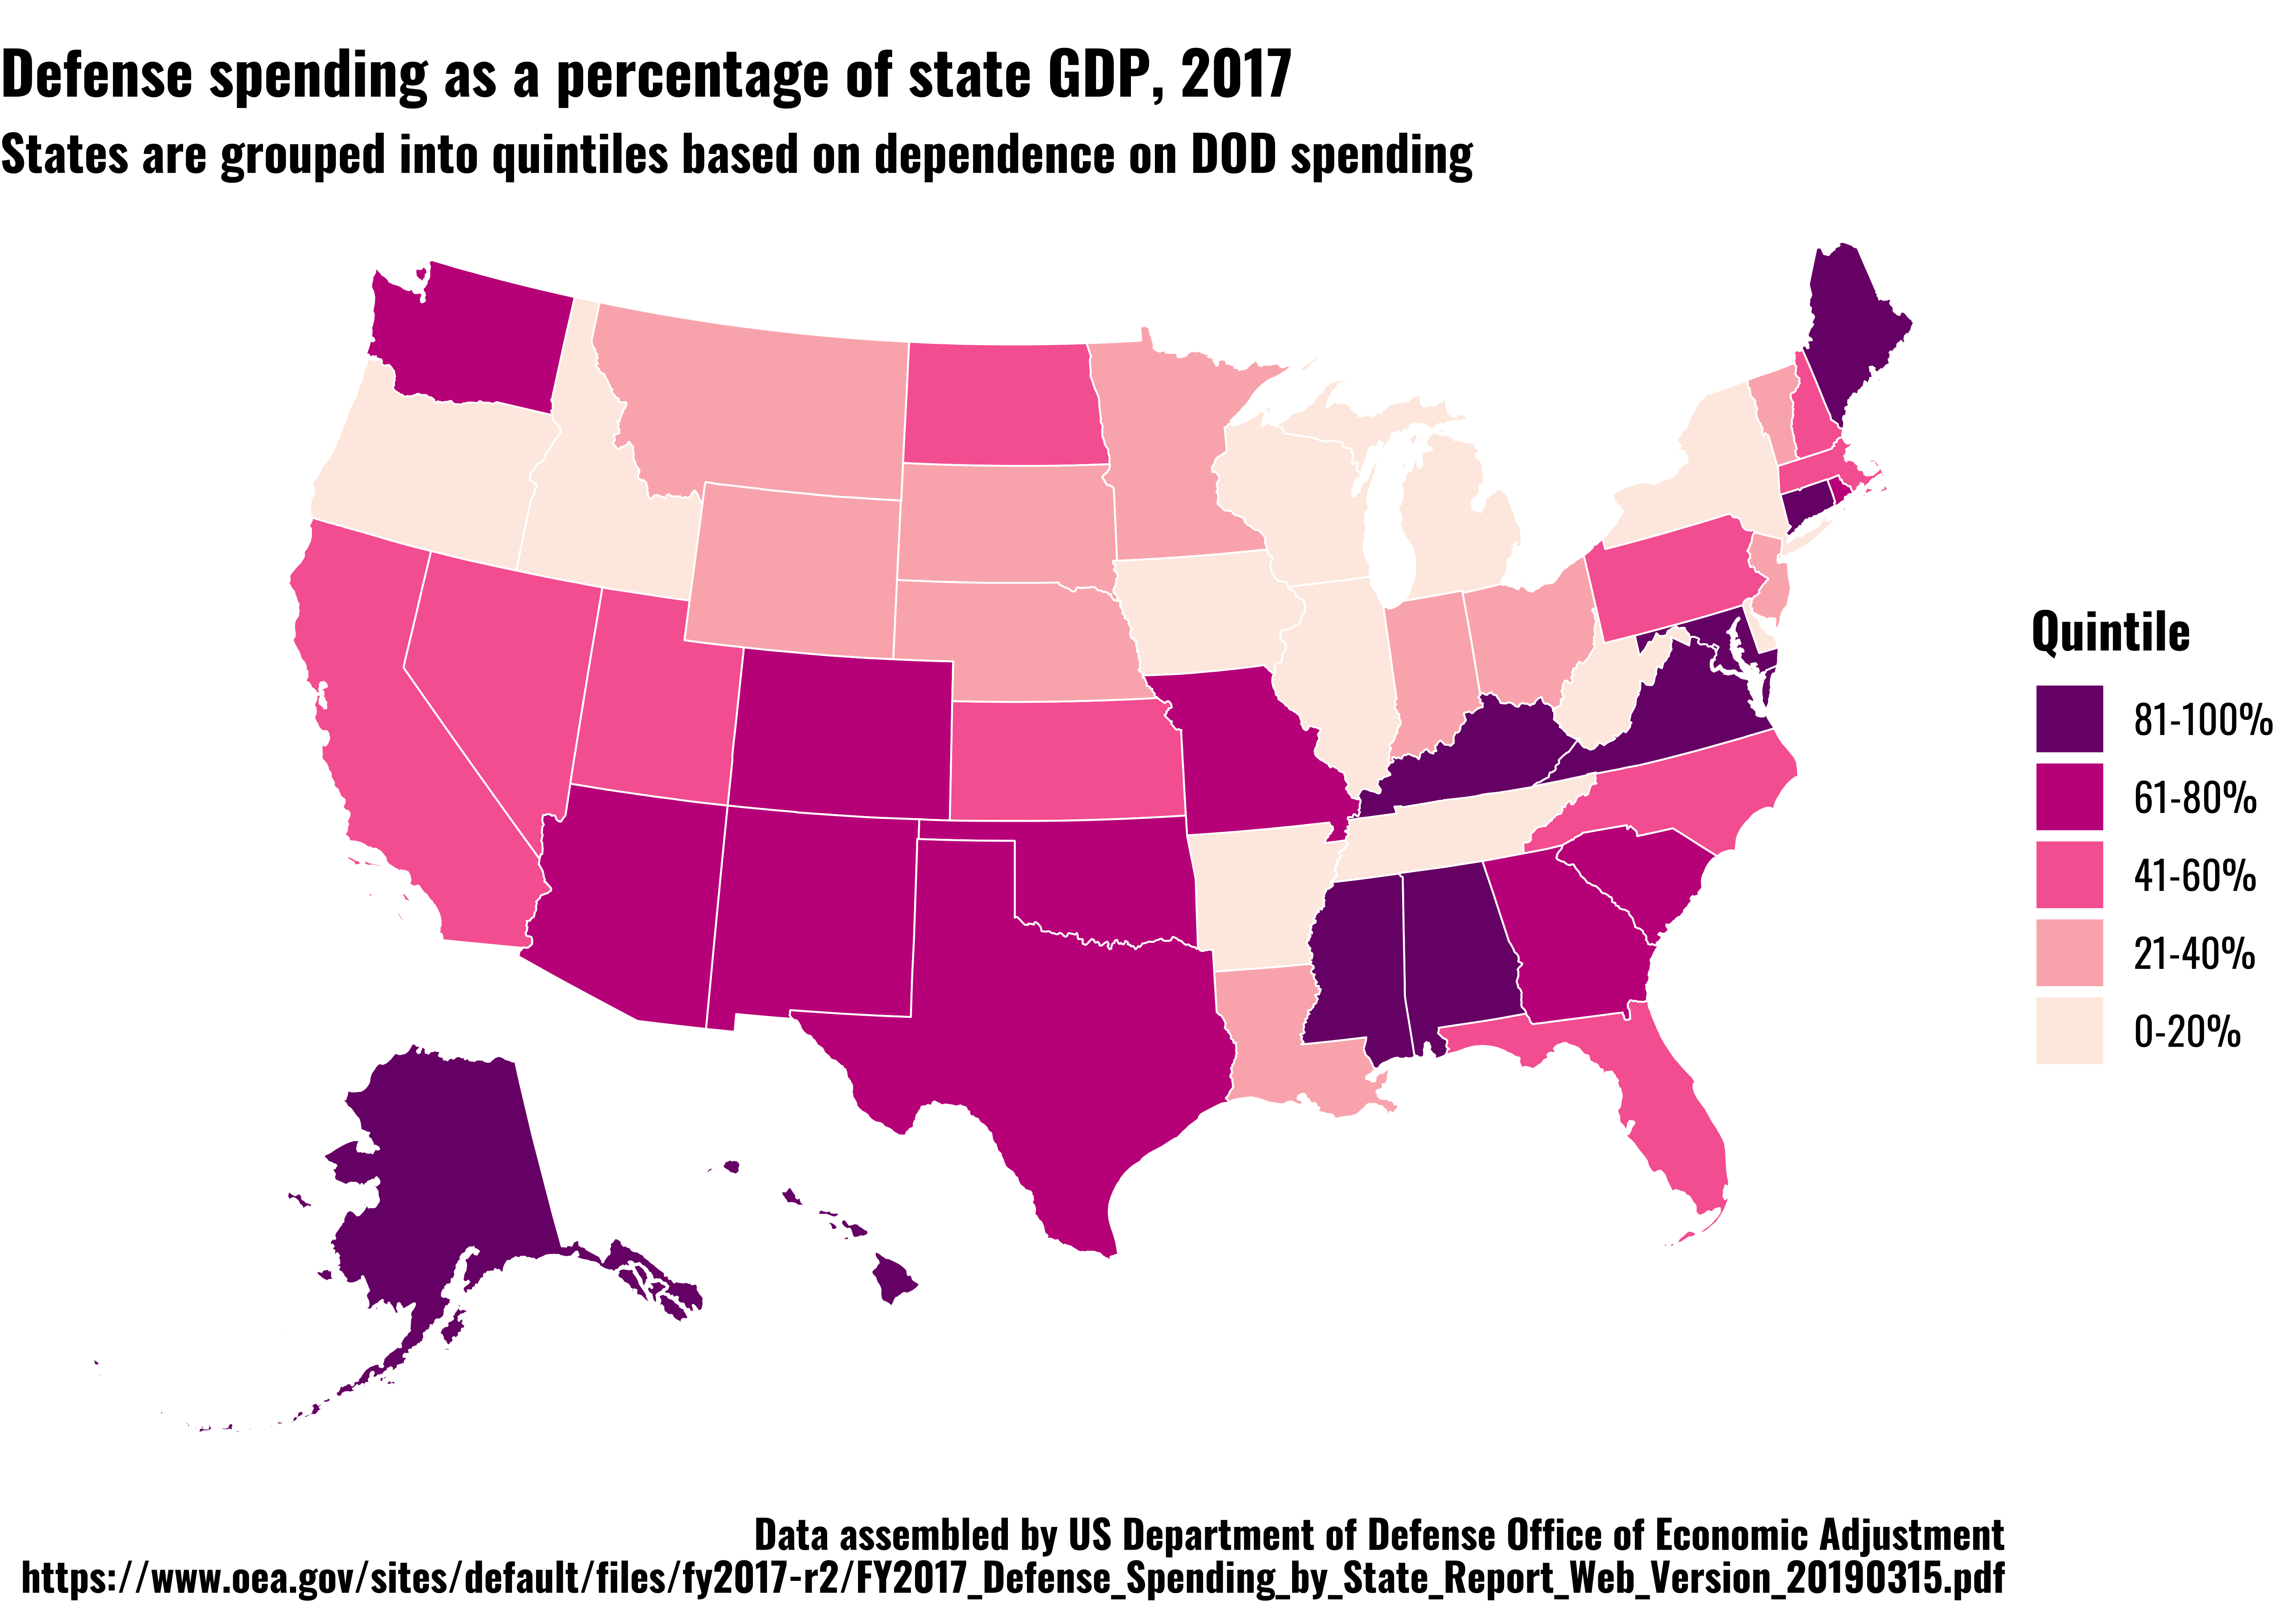 Defense spending as a percentage of state GDP, 2017
States are grouped into quintiles based on dependence on DOD spending
Quintile
81-100%
61-80%
41-60%
21-40%
0-20%
Data assembled by US Department of Defense Office of Economic Adjustment
https://www.oea.gov/sites/default/files/fy2017-r2/FY2017_Defense_Spending_by_State_Report_Web_Version_20190315.pdf